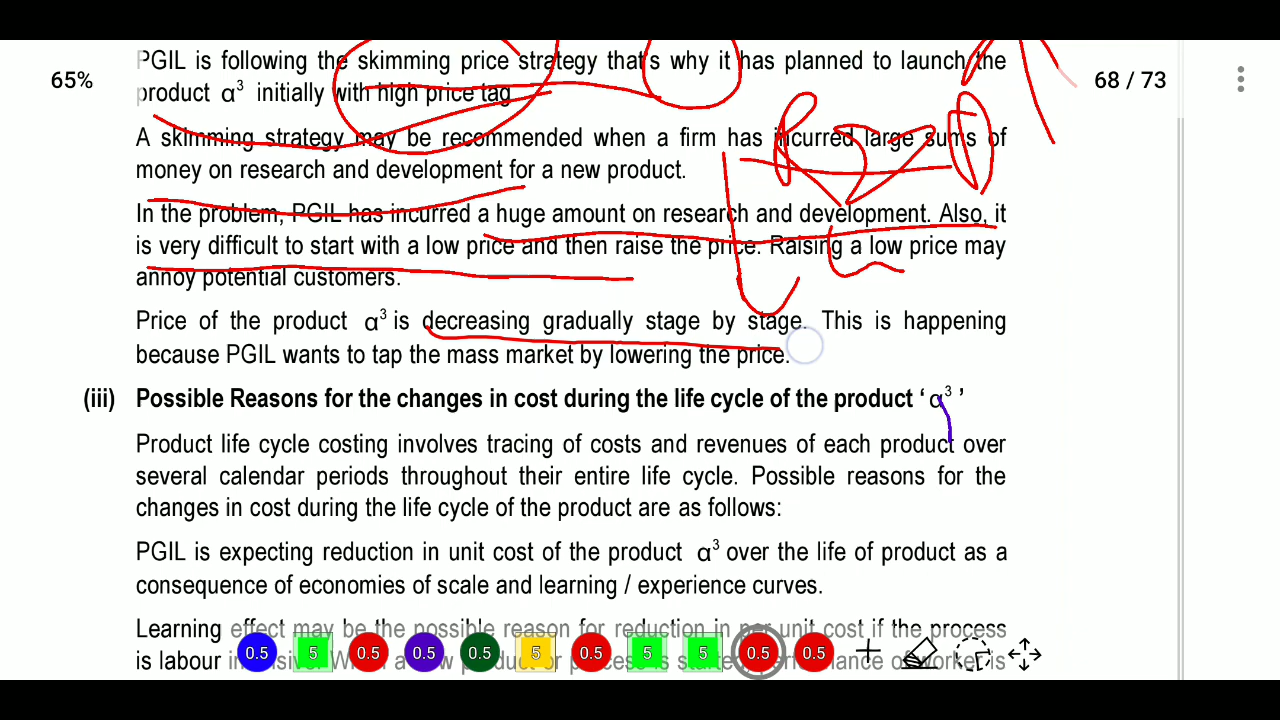 PGIL is following the skimming price strategy that's why it has planned to launch the
65%
68 / 73
product α³ initially with high price tag
A skimming strategy may be recommended when a firm has incurred large sums of
money on research and development for a new product.
In the problem, PGIL has incurred a huge amount on research and development. Also, it
is very difficult to start with a low price and then raise the price. Raising a low price may
annoy potential customers.
Price of the product α³ is decreasing gradually stage by stage. This is happening
because PGIL wants to tap the mass market by lowering the price.
(iii) Possible Reasons for the changes in cost during the life cycle of the product ‘ α³ ’
Product life cycle costing involves tracing of costs and revenues of each product over
several calendar periods throughout their entire life cycle. Possible reasons for the
changes in cost during the life cycle of the product are as follows:
PGIL is expecting reduction in unit cost of the product α³ over the life of product as a
consequence of economies of scale and learning / experience curves.
Learning effect may be the possible reason for reduction in per unit cost if the process
is labour
0.5 5 0.5 0.5 0.5 5 0.5 5 5 0.5 0.5